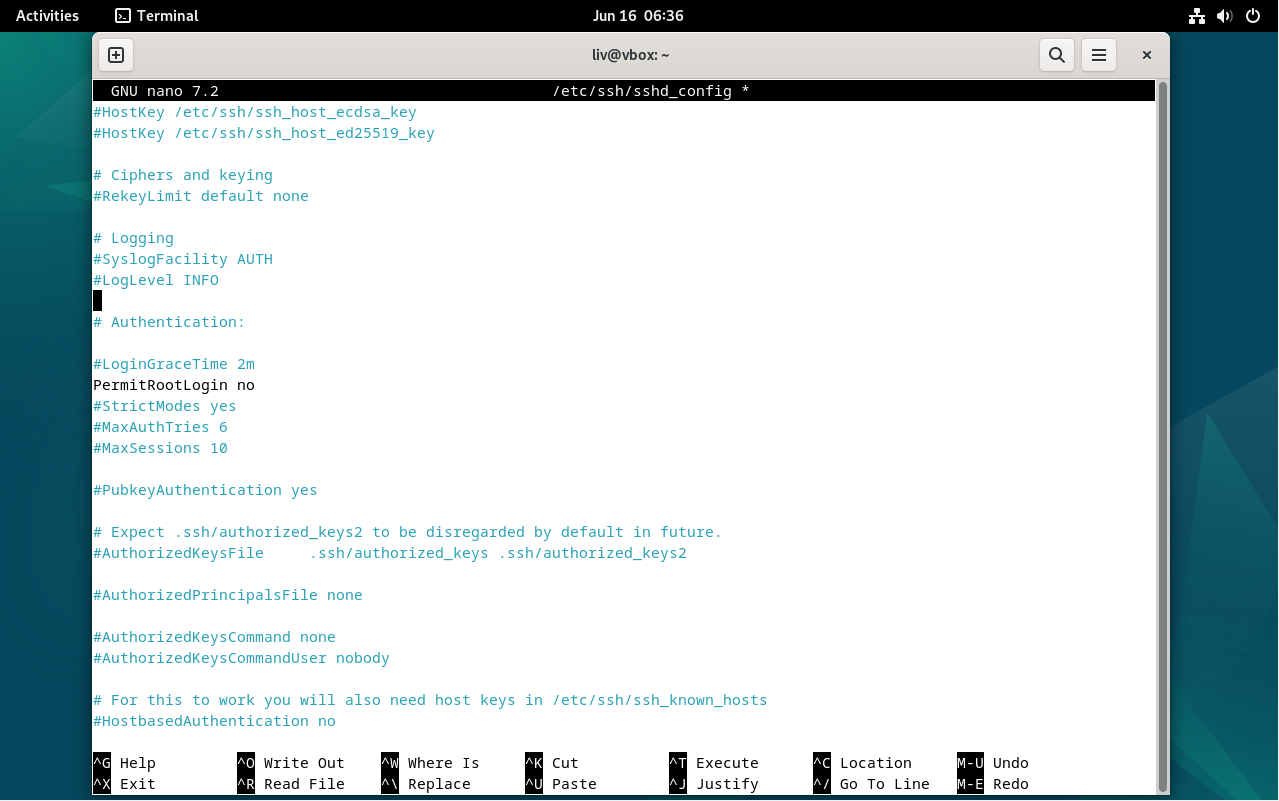 Activities Terminal Jun 16 06:36
liv@vbox: ~
GNU nano 7.2 /etc/ssh/sshd_config *
#HostKey /etc/ssh/ssh_host_ecdsa_key
#HostKey /etc/ssh/ssh_host_ed25519_key
# Ciphers and keying
#RekeyLimit default none
# Logging
#SyslogFacility AUTH
#LogLevel INFO
# Authentication:
#LoginGraceTime 2m
PermitRootLogin no
#StrictModes yes
#MaxAuthTries 6
#MaxSessions 10
#PubkeyAuthentication yes
# Expect .ssh/authorized_keys2 to be disregarded by default in future.
#AuthorizedKeysFile     .ssh/authorized_keys .ssh/authorized_keys2
#AuthorizedPrincipalsFile none
#AuthorizedKeysCommand none
#AuthorizedKeysCommandUser nobody
# For this to work you will also need host keys in /etc/ssh/ssh_known_hosts
#HostbasedAuthentication no
^G Help ^O Write Out ^W Where Is ^K Cut ^T Execute ^C Location M-U Undo
^X Exit ^R Read File ^\ Replace ^U Paste ^J Justify ^/ Go To Line M-E Redo